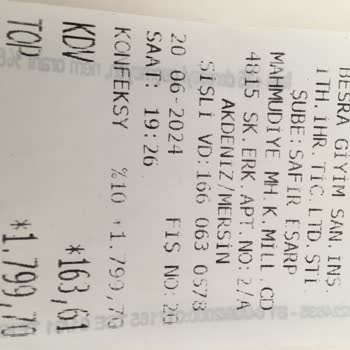 BESRA GİYİM SAN.İNŞ.
İTH.İHR.TİC.LTD.ŞTİ.
ŞUBE:SAFİR EŞARP
MAHMUDİYE MH.K.MİLL.CD
4815 SK.ERK.APT.NO:2/A
AKDENİZ/MERSİN
ŞİŞLİ VD:166 063 0578
20 06-2024 FİŞ NO:20
SAAT: 19:26
KONFEKSY %10 *1.799,70
KDV *163,61
TOP *1.799,70